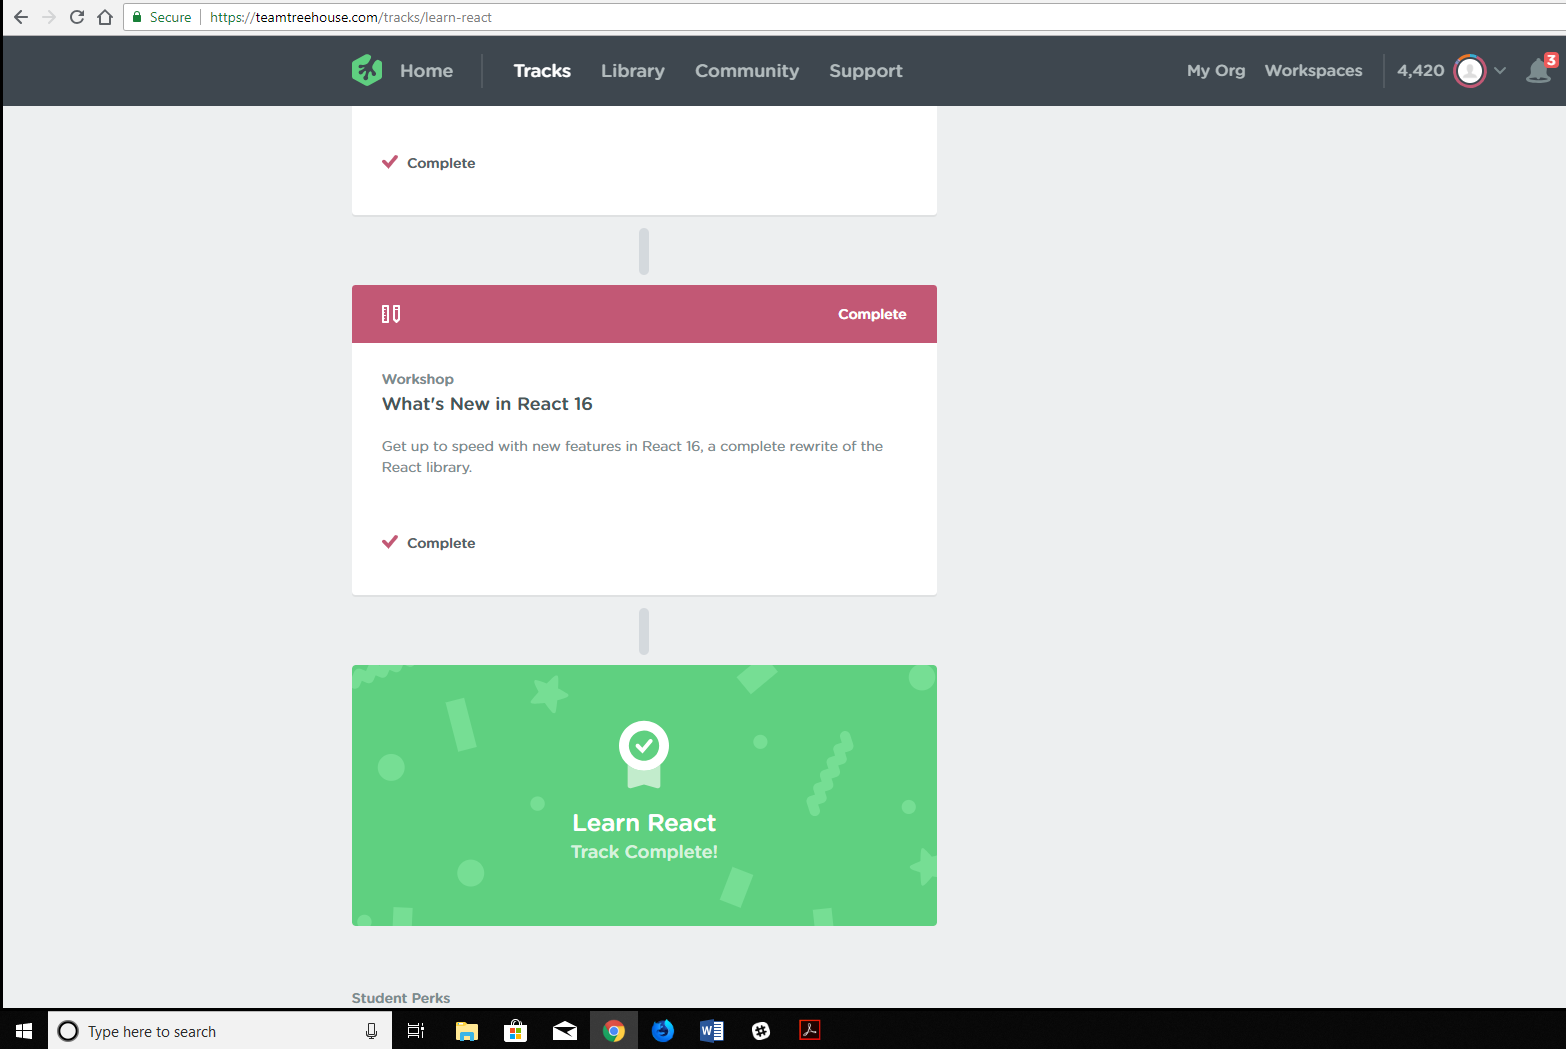 Secure https://teamtreehouse.com/tracks/learn-react
Home Tracks Library Community Support My Org Workspaces 4,420 3
Complete
Complete
Workshop
What's New in React 16
Get up to speed with new features in React 16, a complete rewrite of the
React library.
Complete
Learn React
Track Complete!
Student Perks
Type here to search